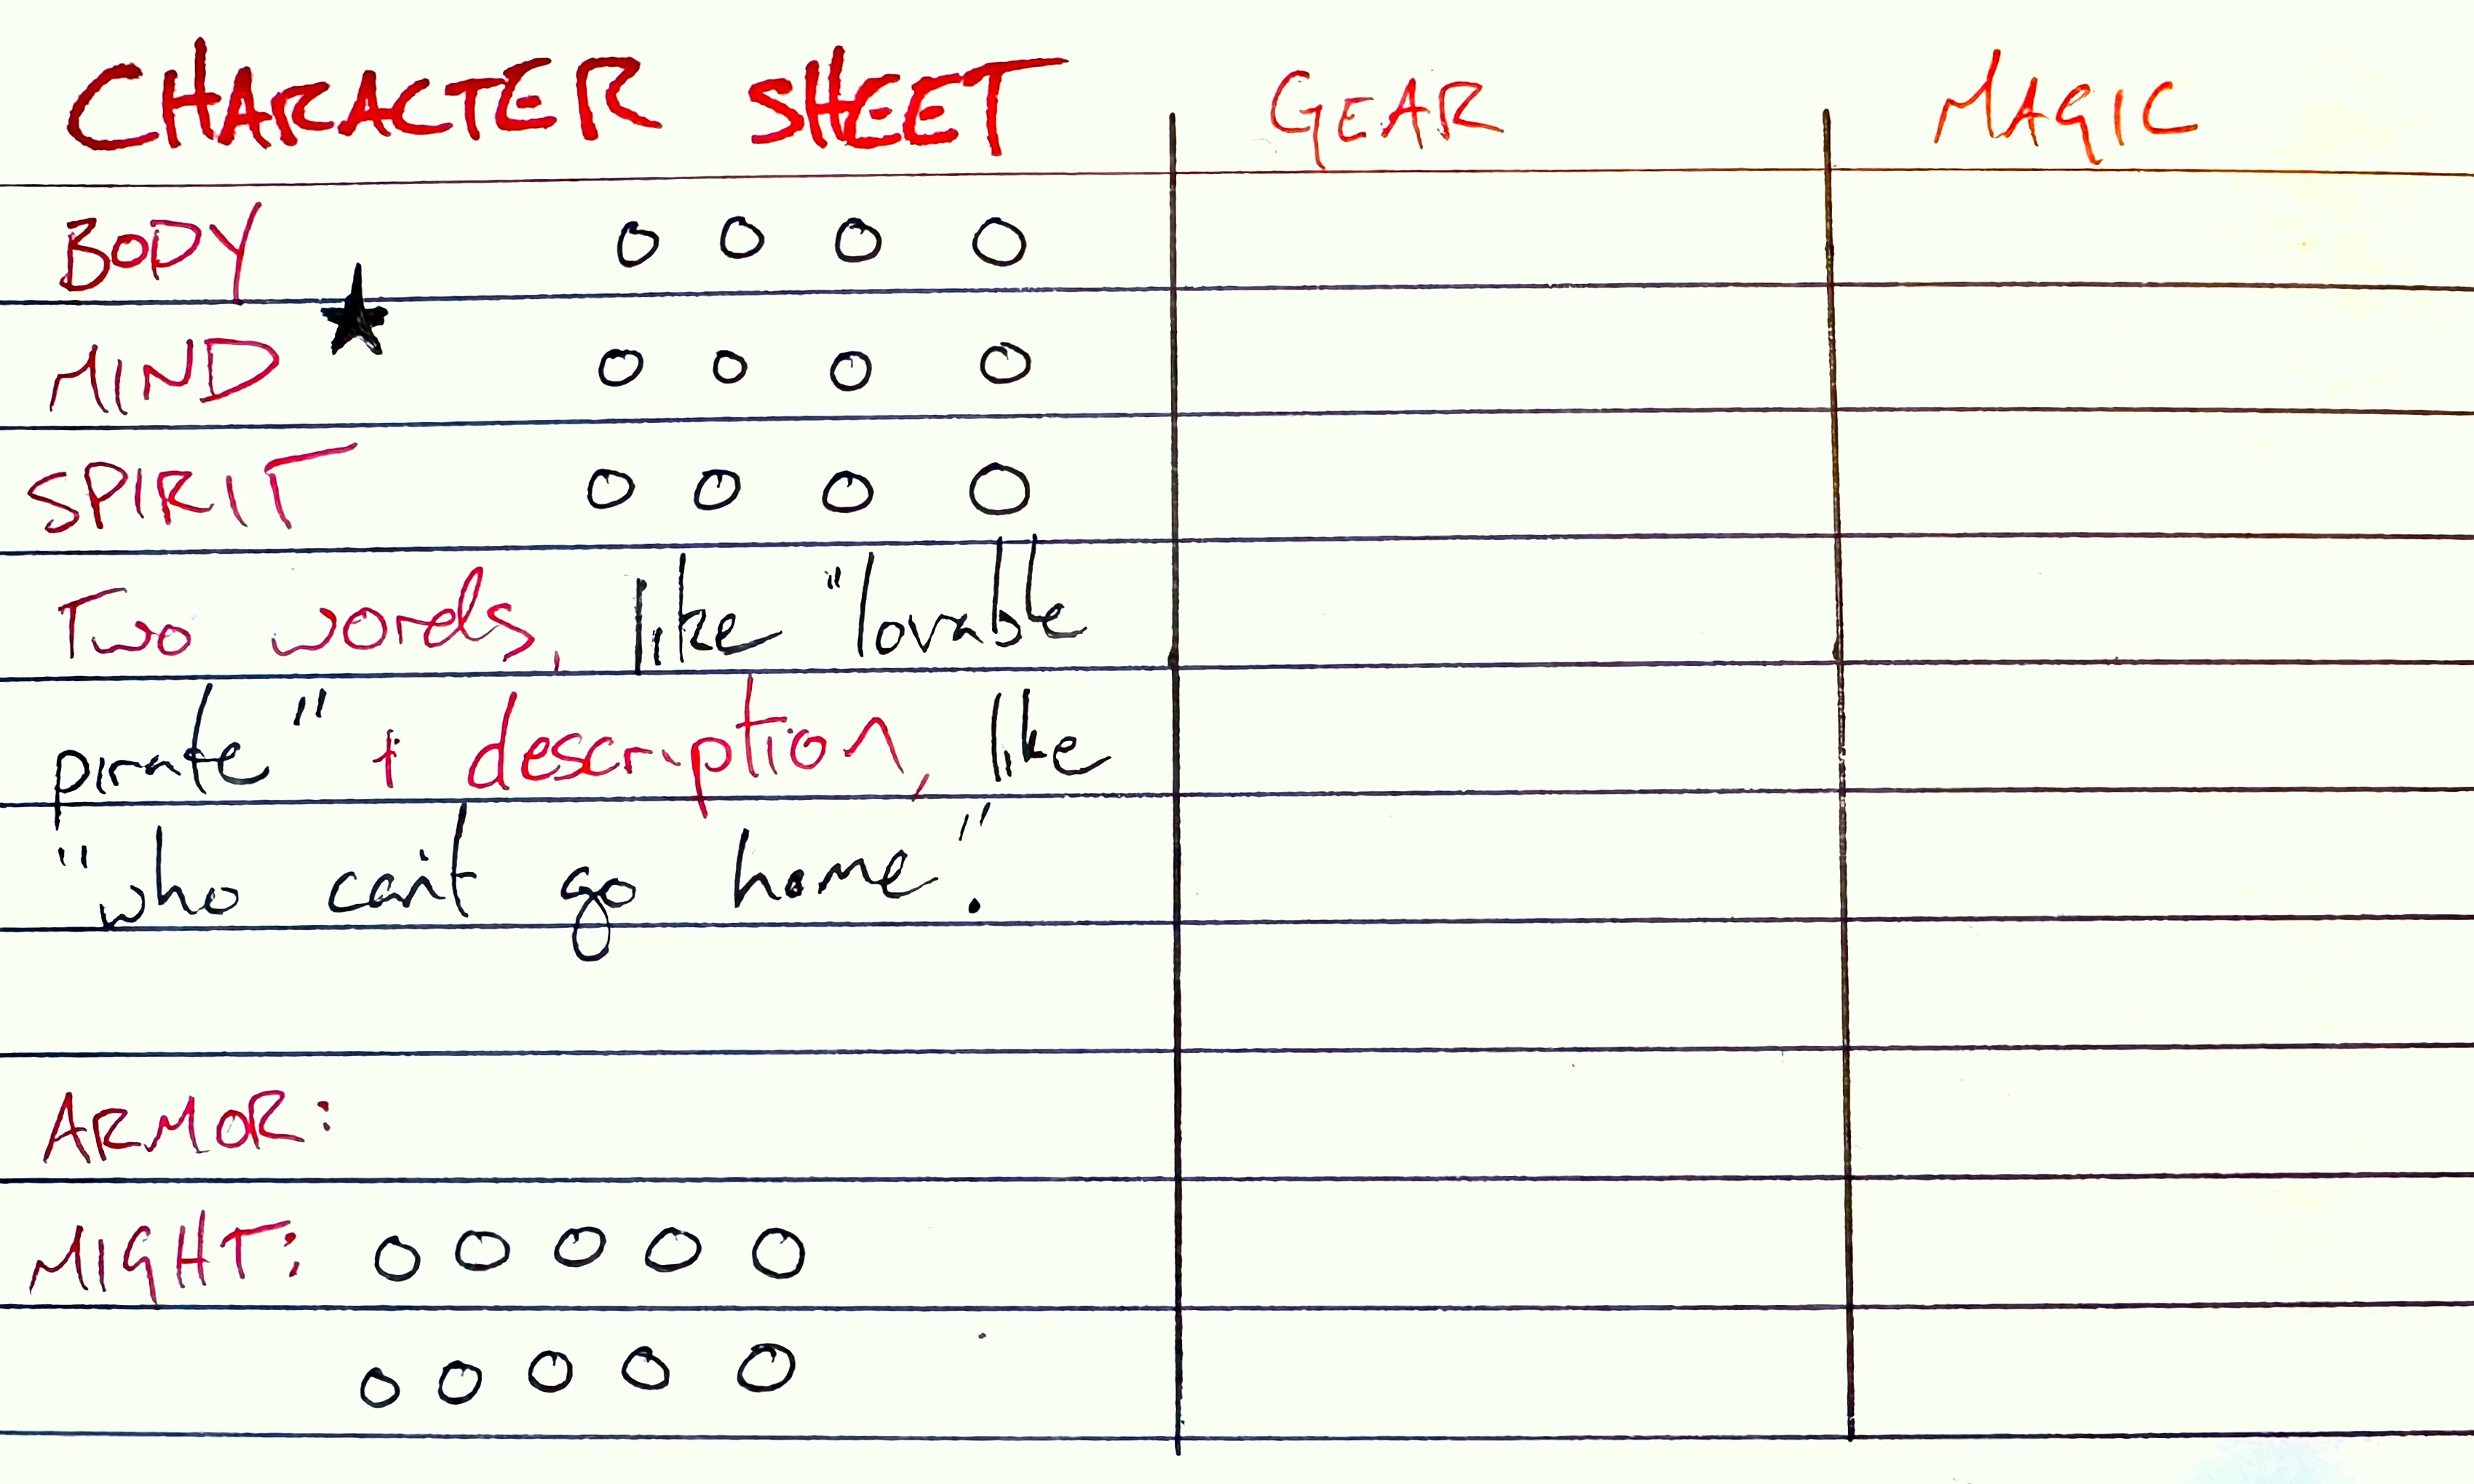 CHARACTER SHEET
GEAR
MAGIC
BODY
MIND
SPIRIT
Two words, like "lovable
pirate" + description, like
"who can't go home".
ARMOR:
MIGHT: